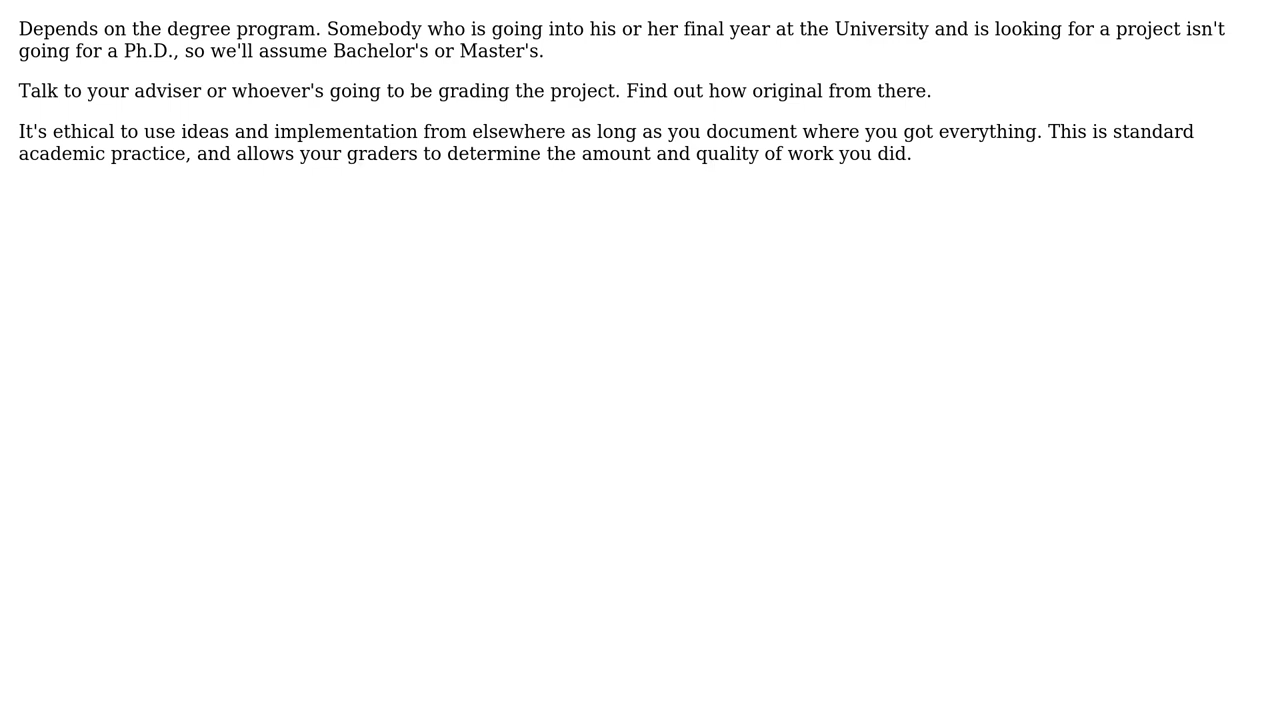 Depends on the degree program. Somebody who is going into his or her final year at the University and is looking for a project isn't
going for a Ph.D., so we'll assume Bachelor's or Master's.
Talk to your adviser or whoever's going to be grading the project. Find out how original from there.
It's ethical to use ideas and implementation from elsewhere as long as you document where you got everything. This is standard
academic practice, and allows your graders to determine the amount and quality of work you did.